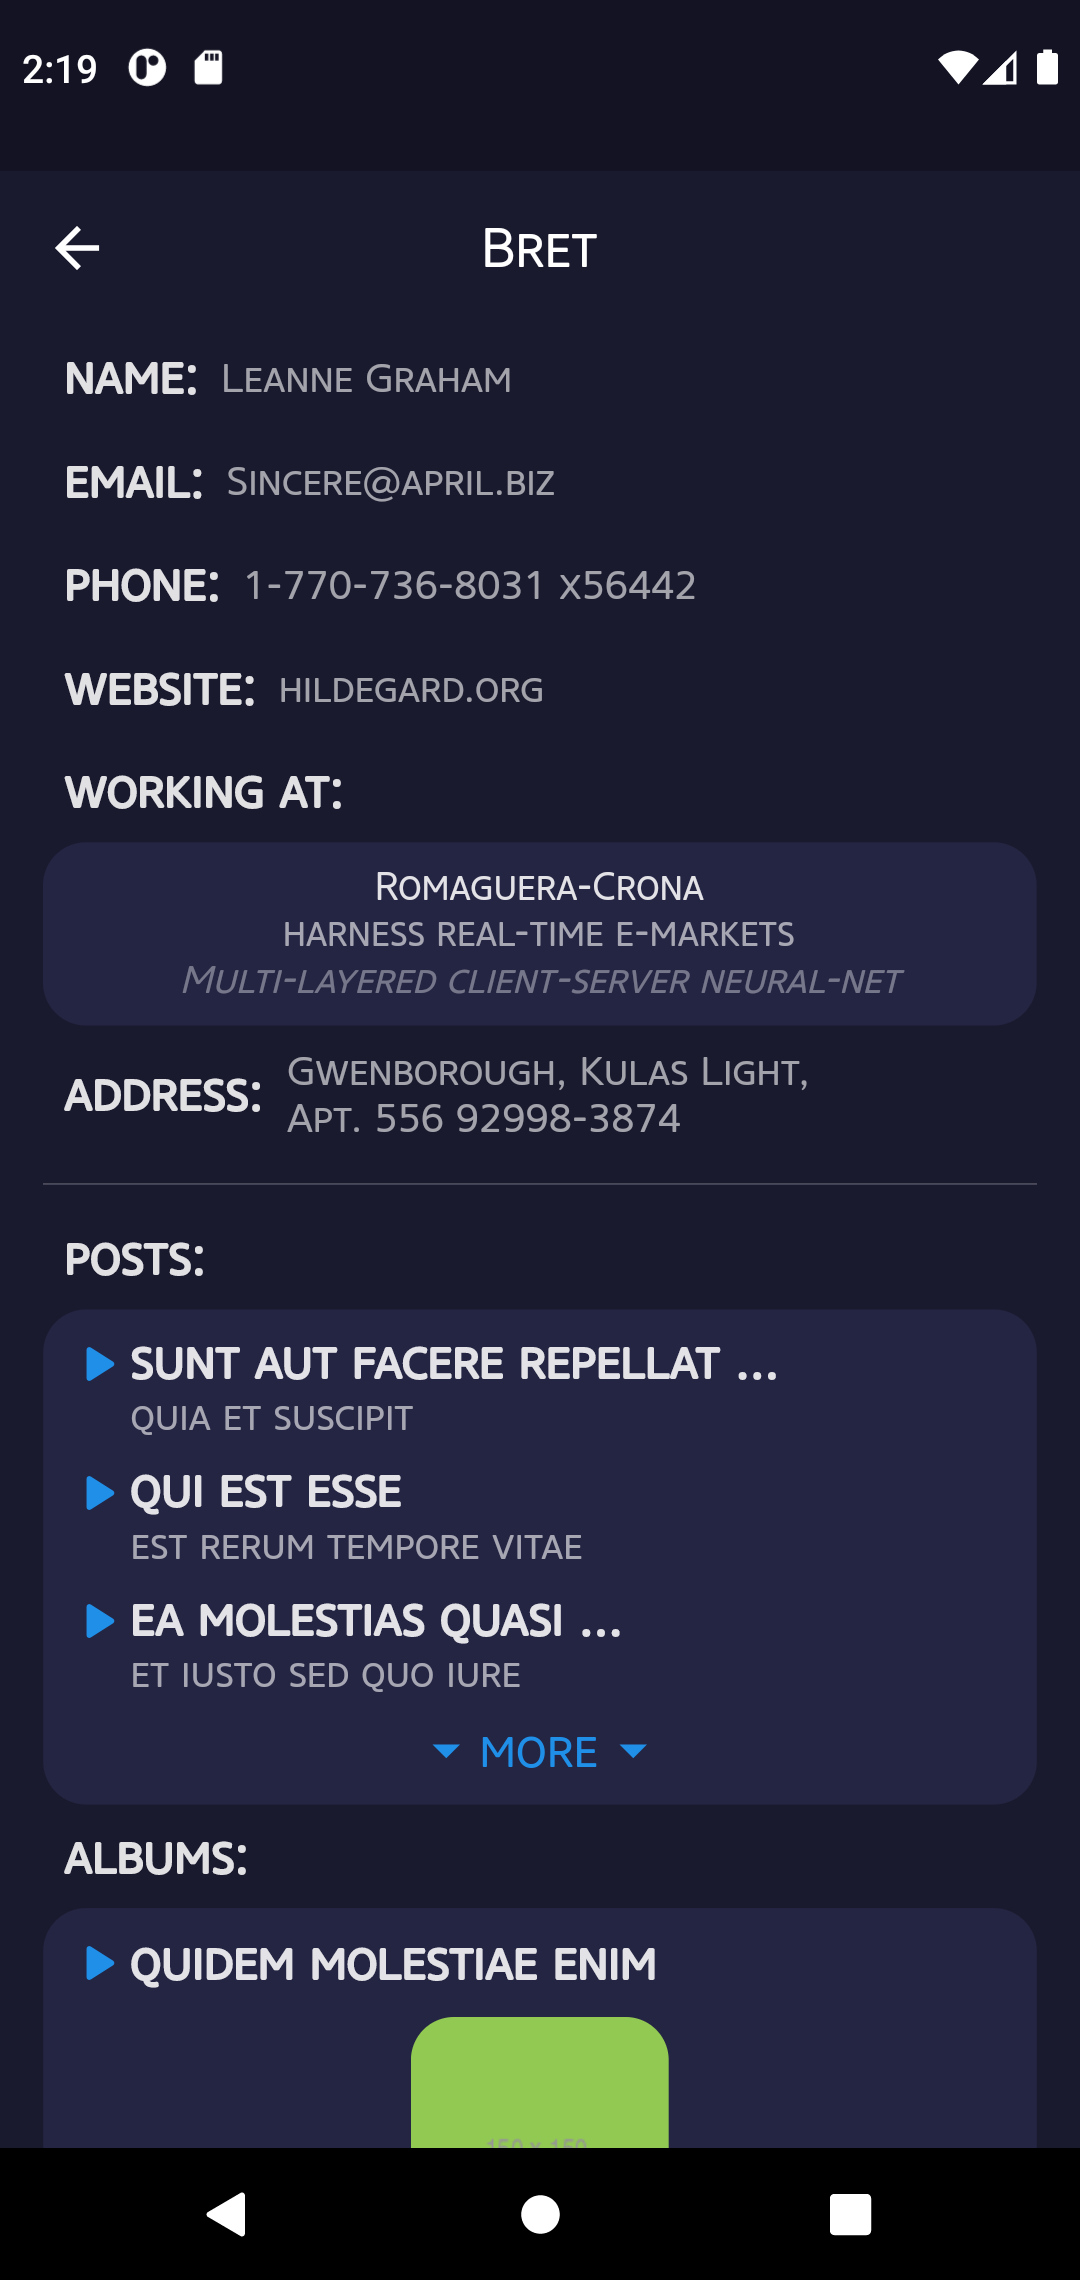 2:19
Bret
NAME: Leanne Graham
EMAIL: Sincere@april.biz
PHONE: 1-770-736-8031 x56442
WEBSITE: hildegard.org
WORKING AT:
Romaguera-Crona
harness real-time e-markets
Multi-layered client-server neural-net
ADDRESS: Gwenborough, Kulas Light,
Apt. 556 92998-3874
POSTS:
SUNT AUT FACERE REPELLAT ...
quia et suscipit
QUI EST ESSE
est rerum tempore vitae
EA MOLESTIAS QUASI ...
et iusto sed quo iure
MORE
ALBUMS:
QUIDEM MOLESTIAE ENIM
150 x 150